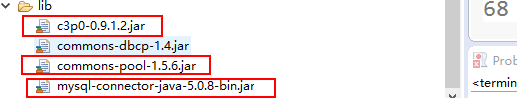 lib
c3p0-0.9.1.2.jar
commons-dbcp-1.4.jar
commons-pool-1.5.6.jar
mysql-connector-java-5.0.8-bin.jar
68
Prob
<termin